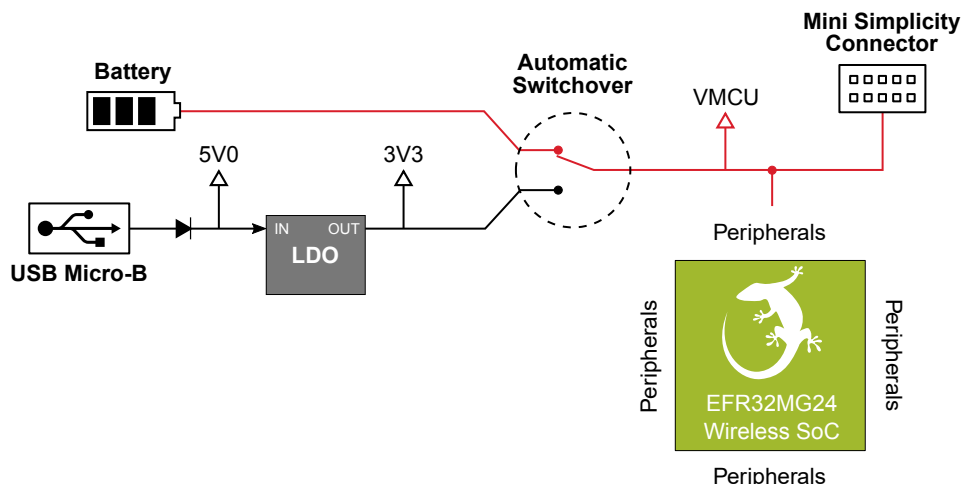 Mini Simplicity
Connector
Battery
Automatic
Switchover
VMCU
5V0
3V3
IN
OUT
LDO
USB Micro-B
Peripherals
Peripherals
Peripherals
EFR32MG24
Wireless SoC
Peripherals